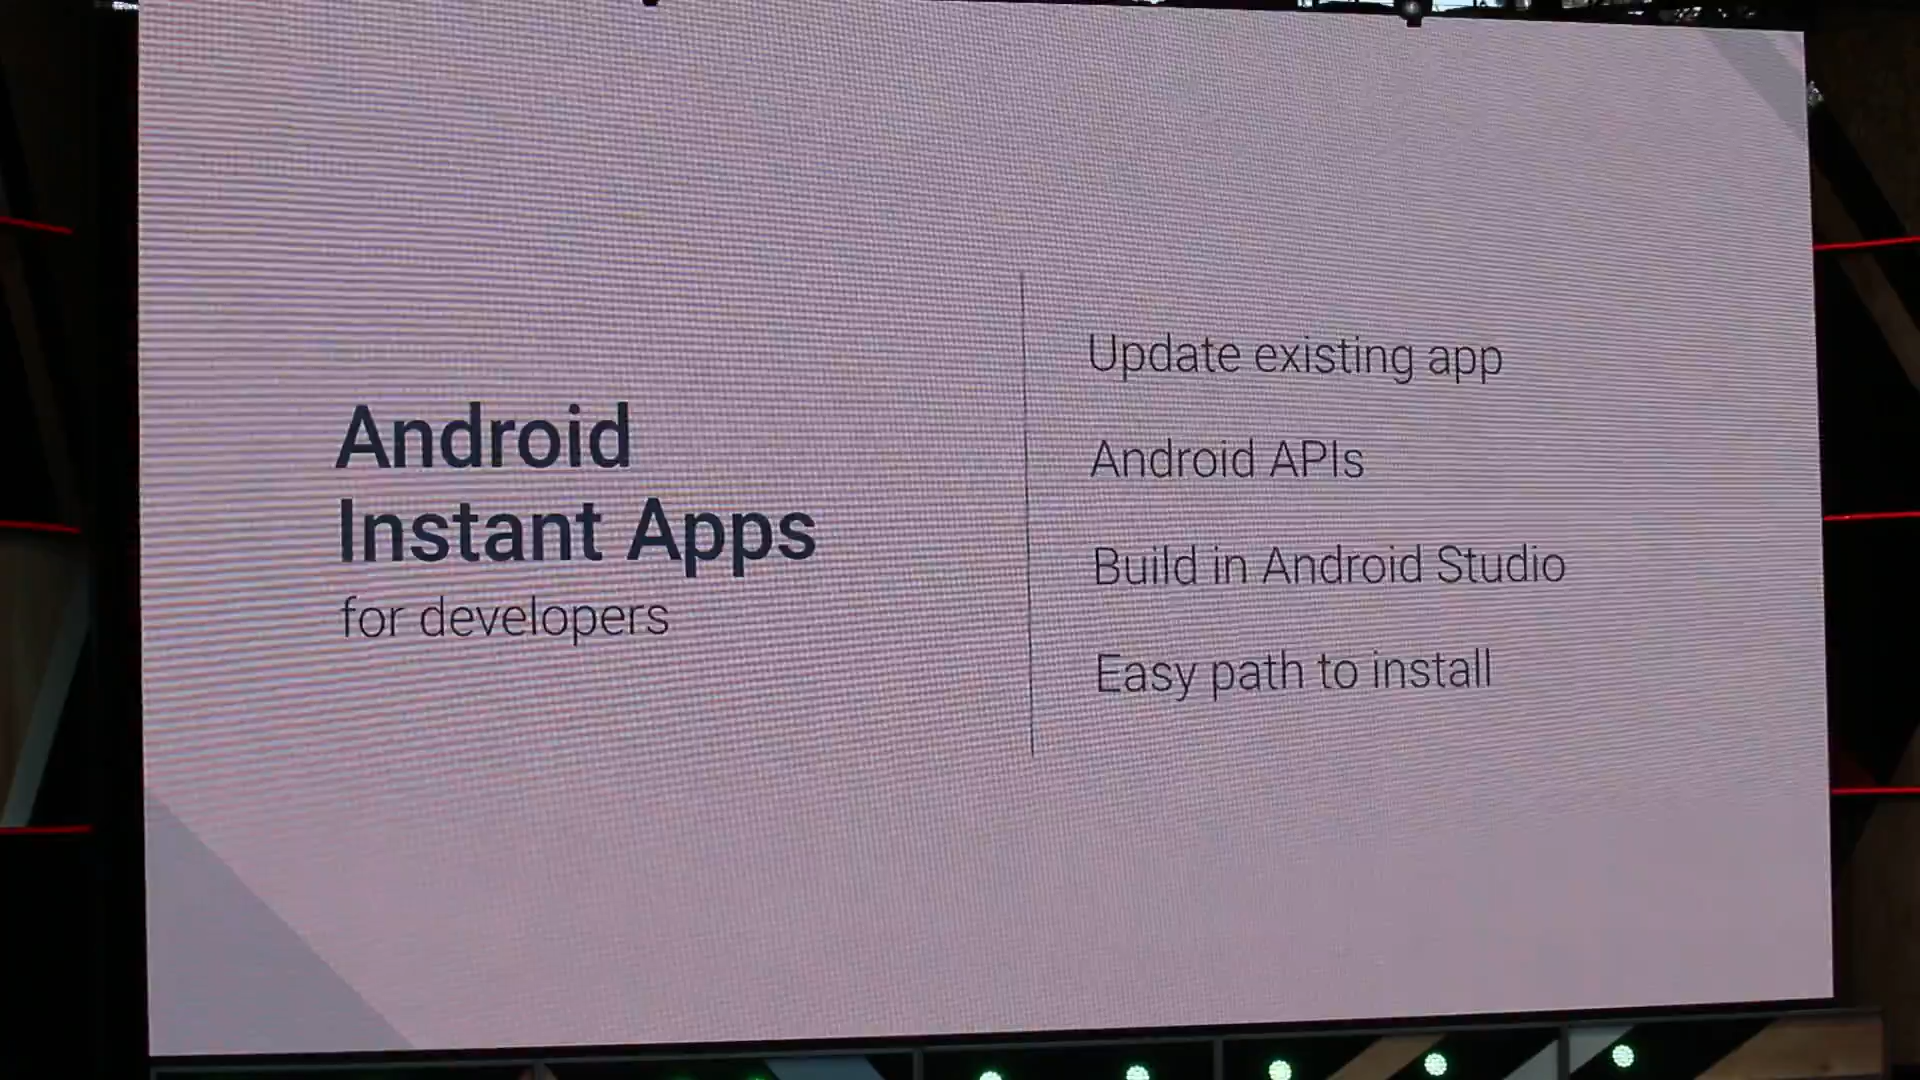 Android
Instant Apps
for developers
Update existing app
Android APIs
Build in Android Studio
Easy path to install